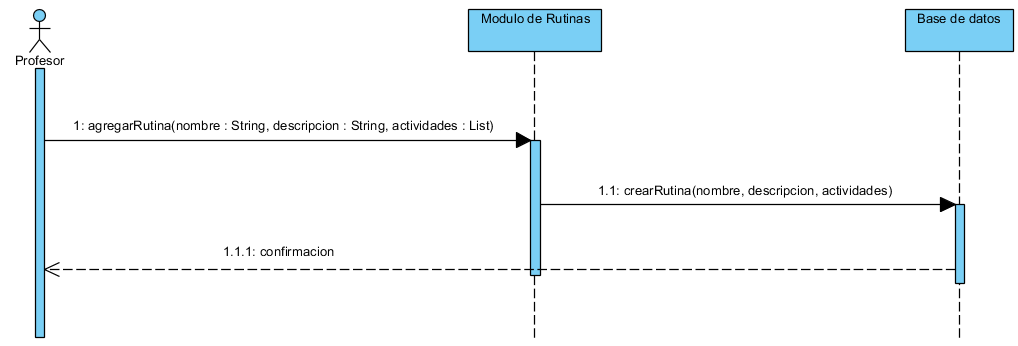 Modulo de Rutinas
Base de datos
Profesor
1: agregarRutina(nombre : String, descripcion : String, actividades : List)
1.1: crearRutina(nombre, descripcion, actividades)
1.1.1: confirmacion